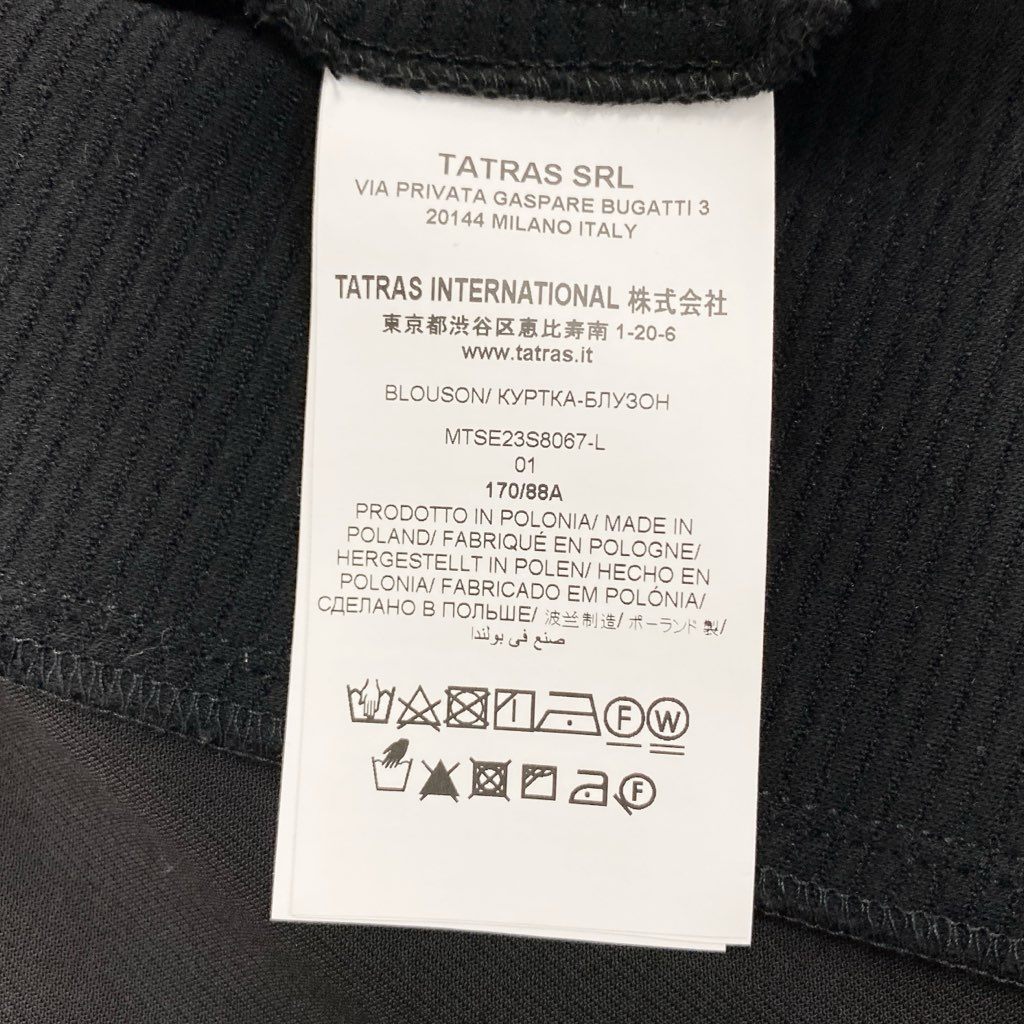 TATRAS SRL
VIA PRIVATA GASPARE BUGATTI 3
20144 MILANO ITALY
TATRAS INTERNATIONAL 株式会社
東京都渋谷区恵比寿南 1-20-6
www.tatras.it
BLOUSON/ КУРТКА-БЛУЗОН
MTSE23S8067-L
01
170/88A
PRODOTTO IN POLONIA/ MADE IN
POLAND/ FABRIQUÉ EN POLOGNE/
HERGESTELLT IN POLEN/ HECHO EN
POLONIA/ FABRICADO EM POLÓNIA/
СДЕЛАНО В ПОЛЬШЕ/ 波兰制造/ ポーランド製/
صنع في بولندا
F W
F